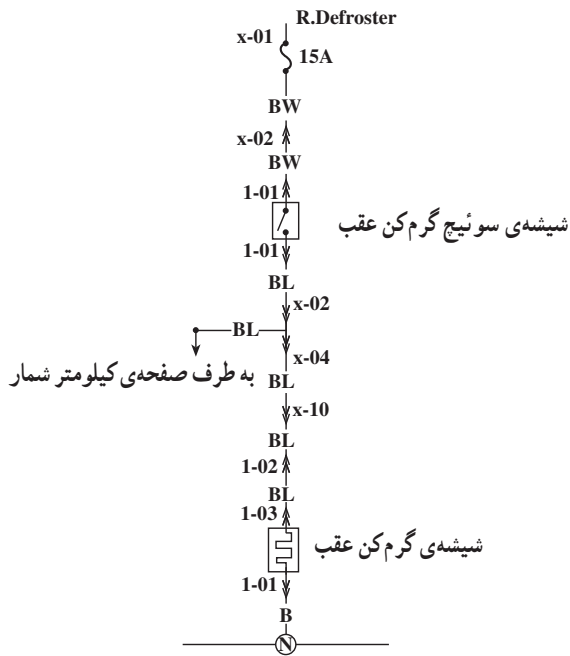 R.Defroster
x-01
15A
BW
x-02
BW
1-01
شیشه‌ی سوئیچ گرم‌کن عقب
1-01
BL
x-02
BL
x-04
به طرف صفحه‌ی کیلومتر شمار
BL
x-10
BL
1-02
BL
1-03
شیشه‌ی گرم‌کن عقب
1-01
B
N